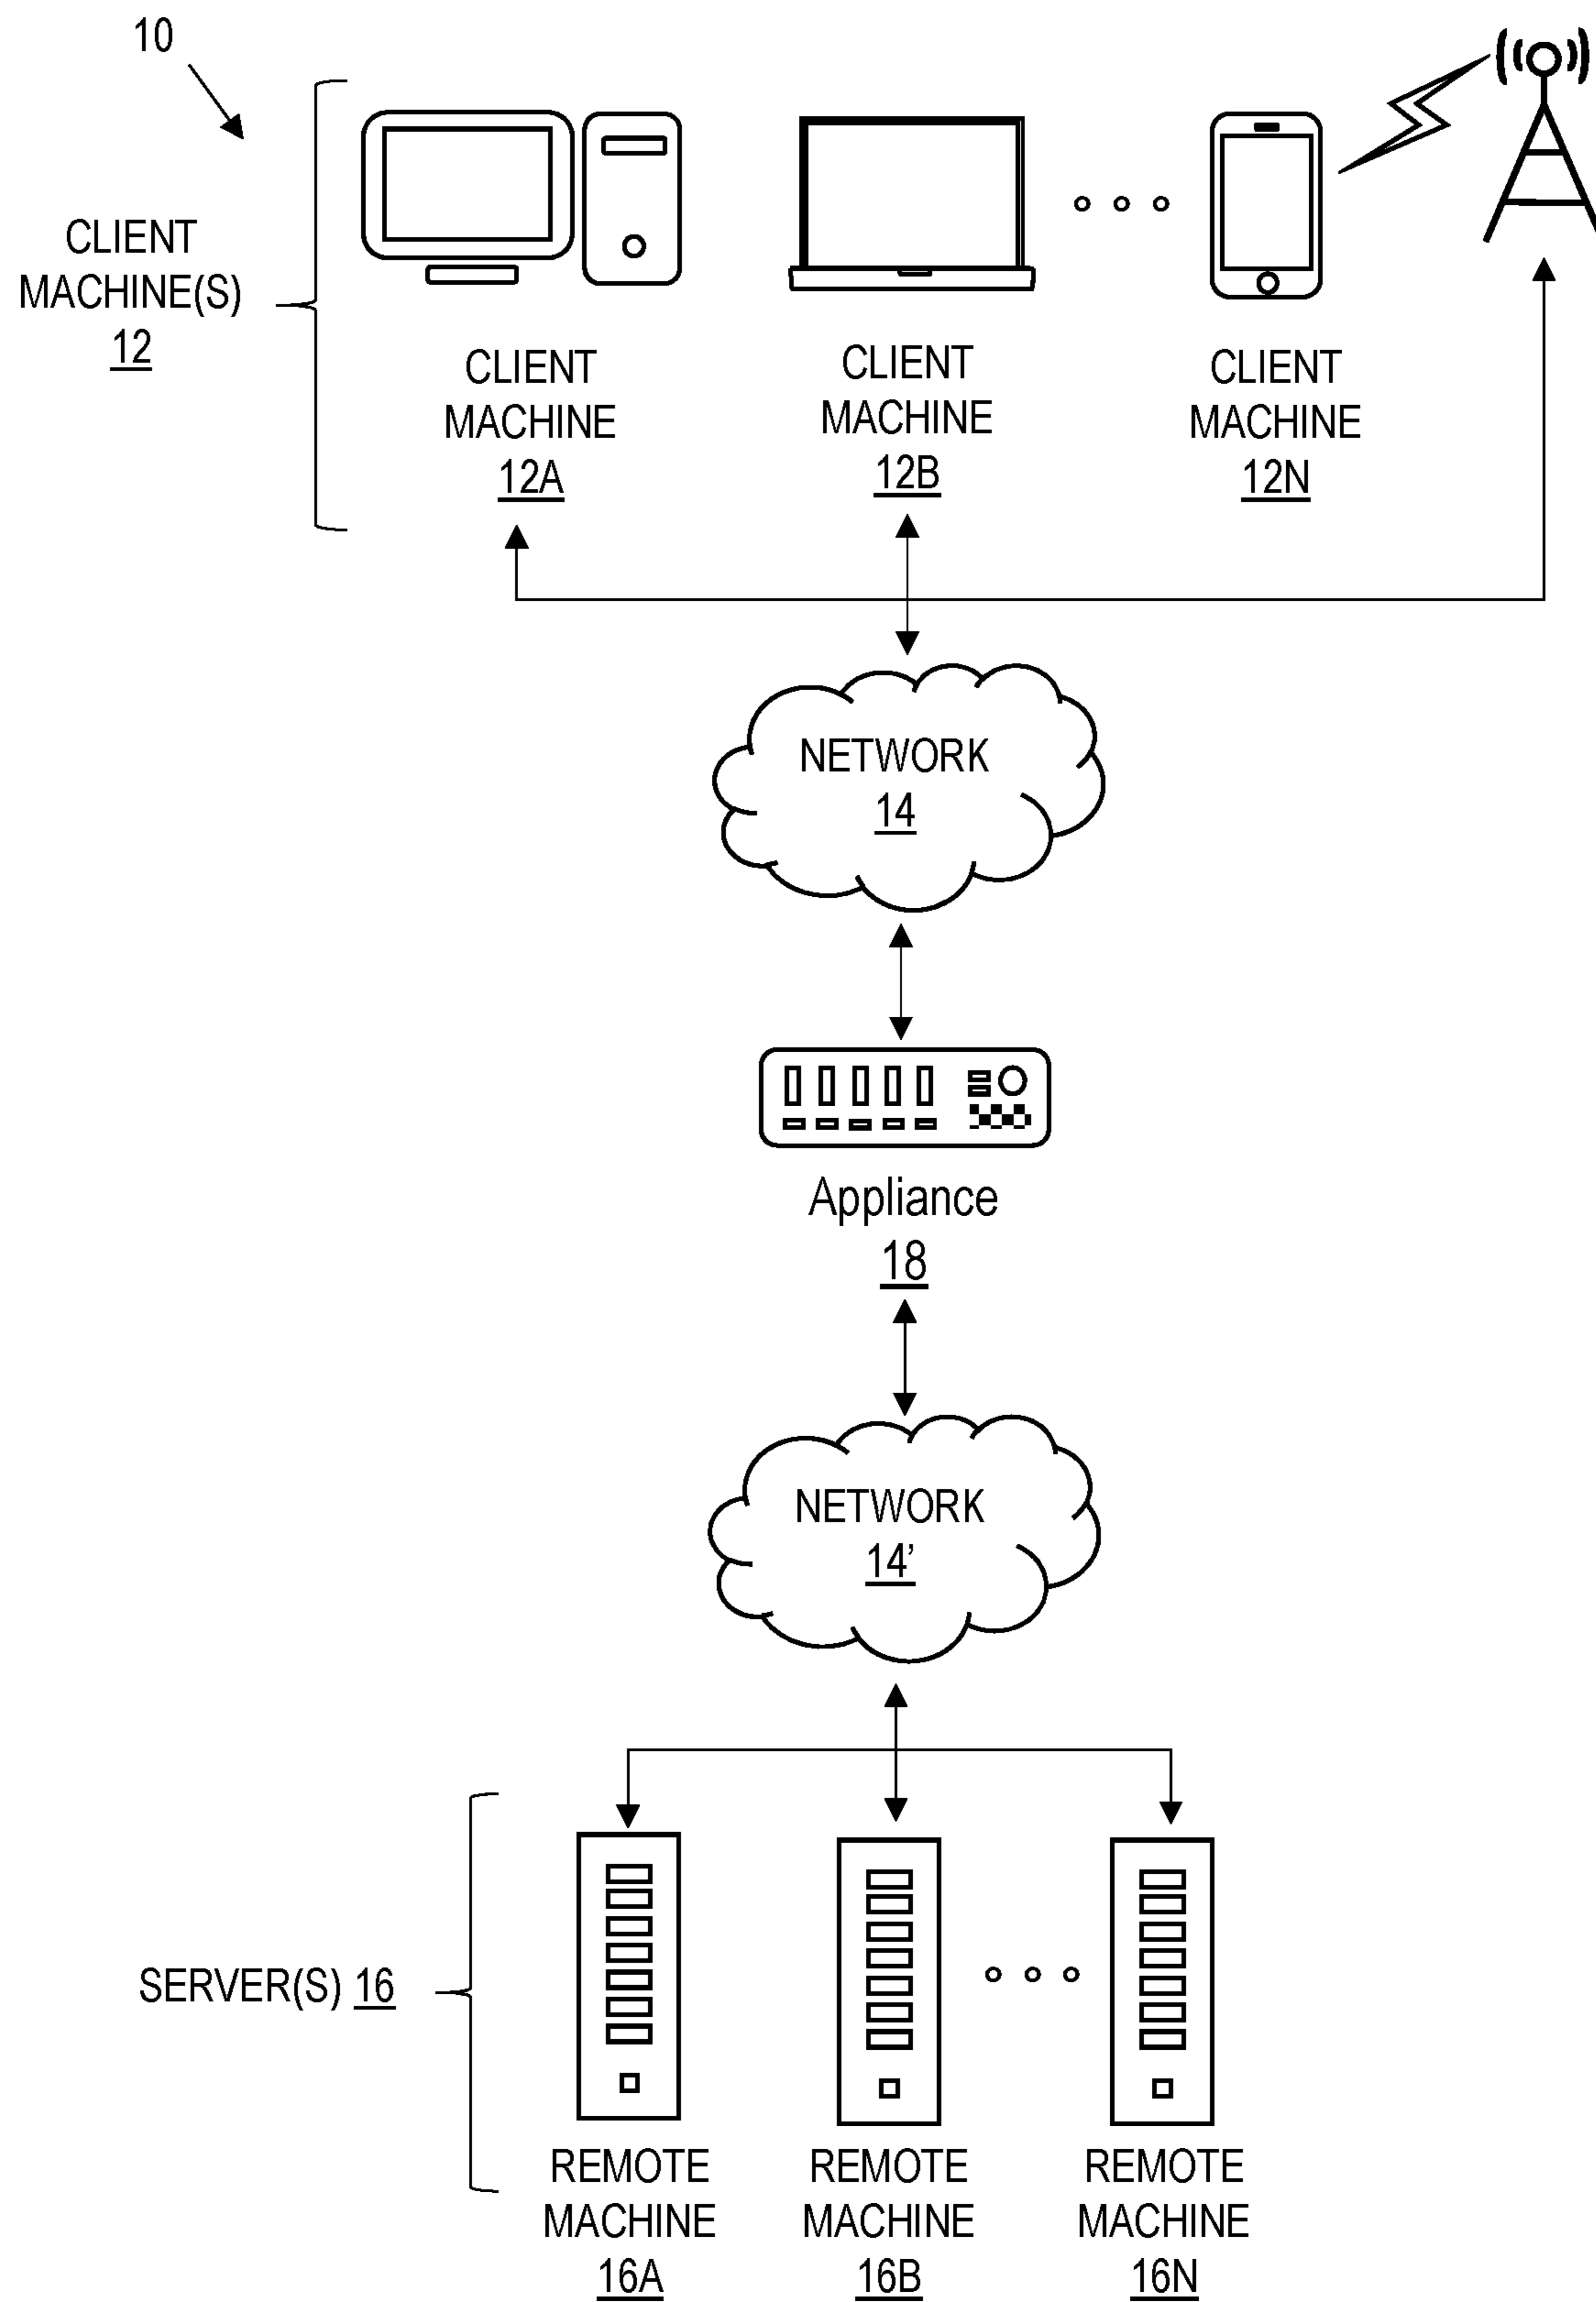 10
CLIENT
MACHINE(S)
12
CLIENT
MACHINE
12A
CLIENT
MACHINE
12B
CLIENT
MACHINE
12N
NETWORK
14
Appliance
18
NETWORK
14’
SERVER(S) 16
REMOTE
MACHINE
16A
REMOTE
MACHINE
16B
REMOTE
MACHINE
16N